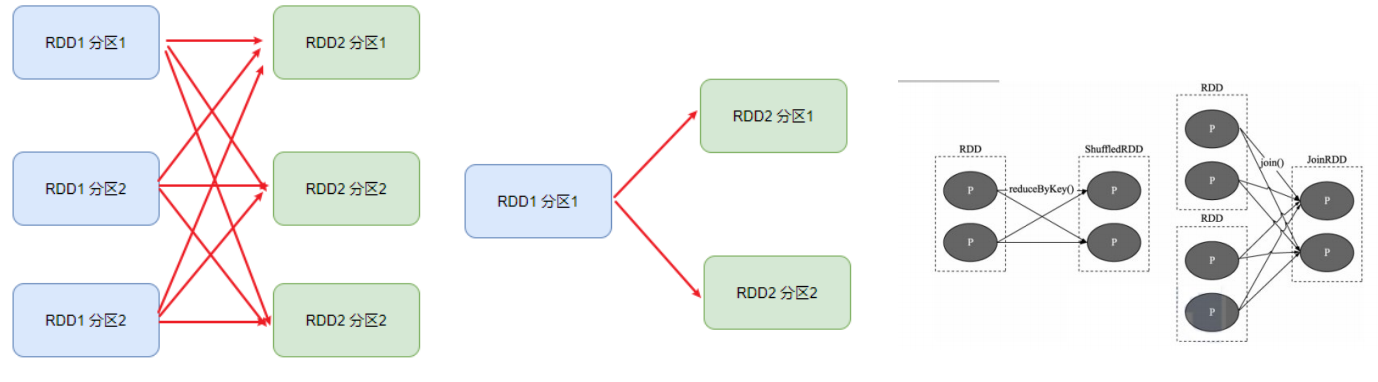 RDD1 分区1
RDD2 分区1
RDD1 分区2
RDD2 分区2
RDD1 分区2
RDD2 分区2
RDD1 分区1
RDD2 分区1
RDD2 分区2
RDD
ShuffledRDD
P
reduceByKey()
P
P
P
RDD
P
join()
P
JoinRDD
P
P
RDD
P
P